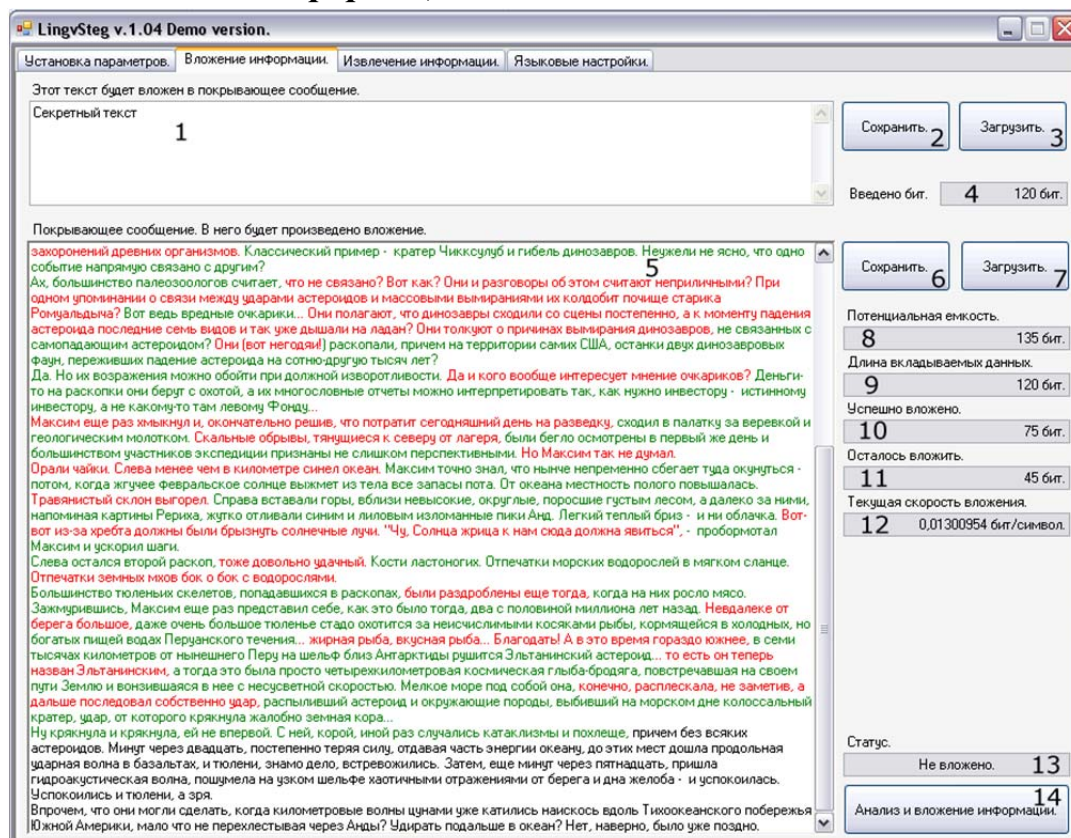 LingvSteg v.1.04 Demo version.
Установка параметров. Вложение информации. Извлечение информации. Языковые настройки.
Этот текст будет вложен в покрывающее сообщение.
Секретный текст
1
Сохранить. 2
Загрузить. 3
Введено бит. 4 120 бит.
Покрывающее сообщение. В него будет произведено вложение.
захоронений древних организмов. Классический пример - кратер Чикксулуб и гибель динозавров. Неужели не ясно, что одно
событие напрямую связано с другим?
5
Ах, большинство палеозоологов считает, что не связано? Вот как? Они и разговоры об этом считают неприличными? При
одном упоминании о связи между ударами астероидов и массовыми вымираниями их колдобит почище старика
Ромуальдыча? Вот ведь вредные очкарики... Они полагают, что динозавры сходили со сцены постепенно, а к моменту падения
астероида последние семь видов и так уже дышали на ладан? Они толкуют о причинах вымирания динозавров, не связанных с
самопадающим астероидом? Они (вот негодяи!) раскопали, причем на территории самих США, останки двух динозавровых
фаун, переживших падение астероида на сотню-другую тысяч лет?
Да. Но их возражения можно обойти при должной изворотливости. Да и кого вообще интересует мнение очкариков? Деньги-
то на раскопки они берут с охотой, а их многословные отчеты можно интерпретировать так, как нужно инвестору - истинному
инвестору, а не какому-то там левому Фонду...
Максим еще раз хмыкнул и, окончательно решив, что потратит сегодняшний день на разведку, сходил в палатку за веревкой и
геологическим молотком. Скальные обрывы, тянущиеся к северу от лагеря, были бегло осмотрены в первый же день и
большинством участников экспедиции признаны не слишком перспективными. Но Максим так не думал.
Орали чайки. Слева менее чем в километре синел океан. Максим точно знал, что нынче непременно сбегает туда окунуться -
потом, когда жгучее февральское солнце выжмет из тела все запасы пота. От океана местность полого повышалась.
Травянистый склон выгорел. Справа вставали горы, вблизи невысокие, округлые, поросшие густым лесом, а далеко за ними,
напоминая картины Рериха, жутко отливали синим и лиловым изломанные пики Анд. Легкий теплый бриз - и ни облачка. Вот-
вот из-за хребта должны были брызнуть солнечные лучи. "Чу, Солнца жрица к нам сюда должна явиться", - пробормотал
Максим и ускорил шаги.
Слева остался второй раскоп, тоже довольно удачный. Кости ластоногих. Отпечатки морских водорослей в мягком сланце.
Отпечатки земных мхов бок о бок с водорослями.
Большинство тюленьих скелетов, попадавшихся в раскопах, были раздроблены еще тогда, когда на них росло мясо.
Зажмурившись, Максим еще раз представил себе, как это было тогда, два с половиной миллиона лет назад. Невдалеке от
берега большое, даже очень большое тюленье стадо охотится за неисчислимыми косяками рыбы, кормящейся в холодных, но
богатых пищей водах Перуанского течения... жирная рыба, вкусная рыба... Благодать! А в это время гораздо южнее, в семи
тысячах километров от нынешнего Перу на шельф близ Антарктиды рушится Эльтанинский астероид... то есть он теперь
назван Эльтанинским, а тогда это была просто четырехкилометровая космическая глыба-бродяга, повстречавшая на своем
пути Землю и вонзившаяся в нее с несусветной скоростью. Мелкое море под собой она, конечно, расплескала, не заметив, а
дальше последовал собственно удар, распыливший астероид и окружающие породы, выбивший на морском дне колоссальный
кратер, удар, от которого крякнула жалобно земная кора...
Ну крякнула и крякнула, ей не впервой. С ней, корой, иной раз случались катаклизмы и похлеще, причем без всяких
астероидов. Минут через двадцать, постепенно теряя силу, отдавая часть энергии океану, до этих мест дошла продольная
ударная волна в базальтах, и тюлени, знамо дело, встревожились. Затем, еще минут через пятнадцать, пришла
гидроакустическая волна, пошумела на узком шельфе хаотичными отражениями от берега и дна желоба - и успокоилась.
Успокоились и тюлени, а зря.
Впрочем, что они могли сделать, когда километровые волны цунами уже катились наискось вдоль Тихоокеанского побережья
Южной Америки, мало что не перехлестывая через Анды? Удирать подальше в океан? Нет, наверно, было уже поздно.
Сохранить. 6
Загрузить. 7
Потенциальная емкость.
8 135 бит.
Длина вкладываемых данных.
9 120 бит.
Успешно вложено.
10 75 бит.
Осталось вложить.
11 45 бит.
Текущая скорость вложения.
12 0,01300954 бит/символ.
Статус.
Не вложено. 13
14
Анализ и вложение информации.